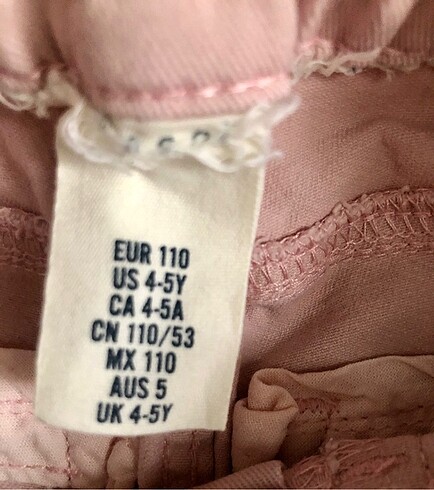 EUR 110
US 4-5Y
CA 4-5A
CN 110/53
MX 110
AUS 5
UK 4-5Y